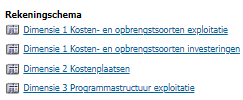 Rekeningschema
Dimensie 1 Kosten- en opbrengstsoorten exploitatie
Dimensie 1 Kosten- en opbrengstsoorten investeringen
Dimensie 2 Kostenplaatsen
Dimensie 3 Programmastructuur exploitatie